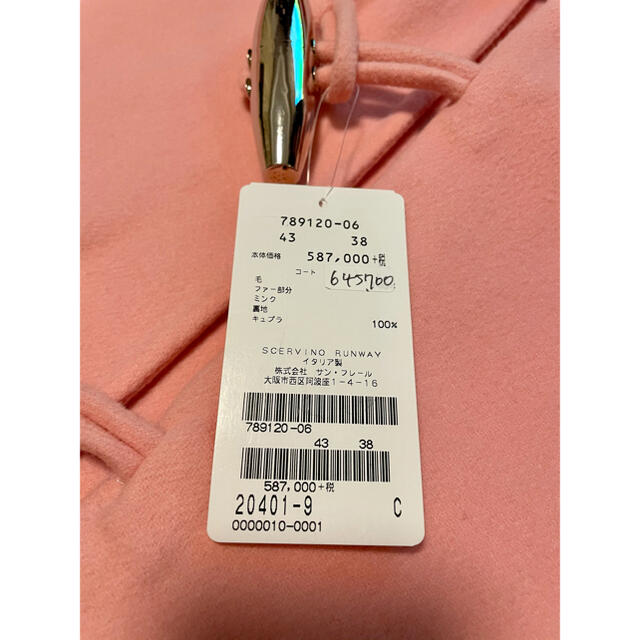 789120-06
43 38
本体価格 587,000+税
コート 645700
毛
ファー部分
ミンク
裏地
キュプラ 100%
SCERVINO RUNWAY
イタリア製
株式会社 サン・フレール
大阪市西区阿波座1-4-16
789120-06
43 38
587,000+税
20401-9 C
0000010-0001